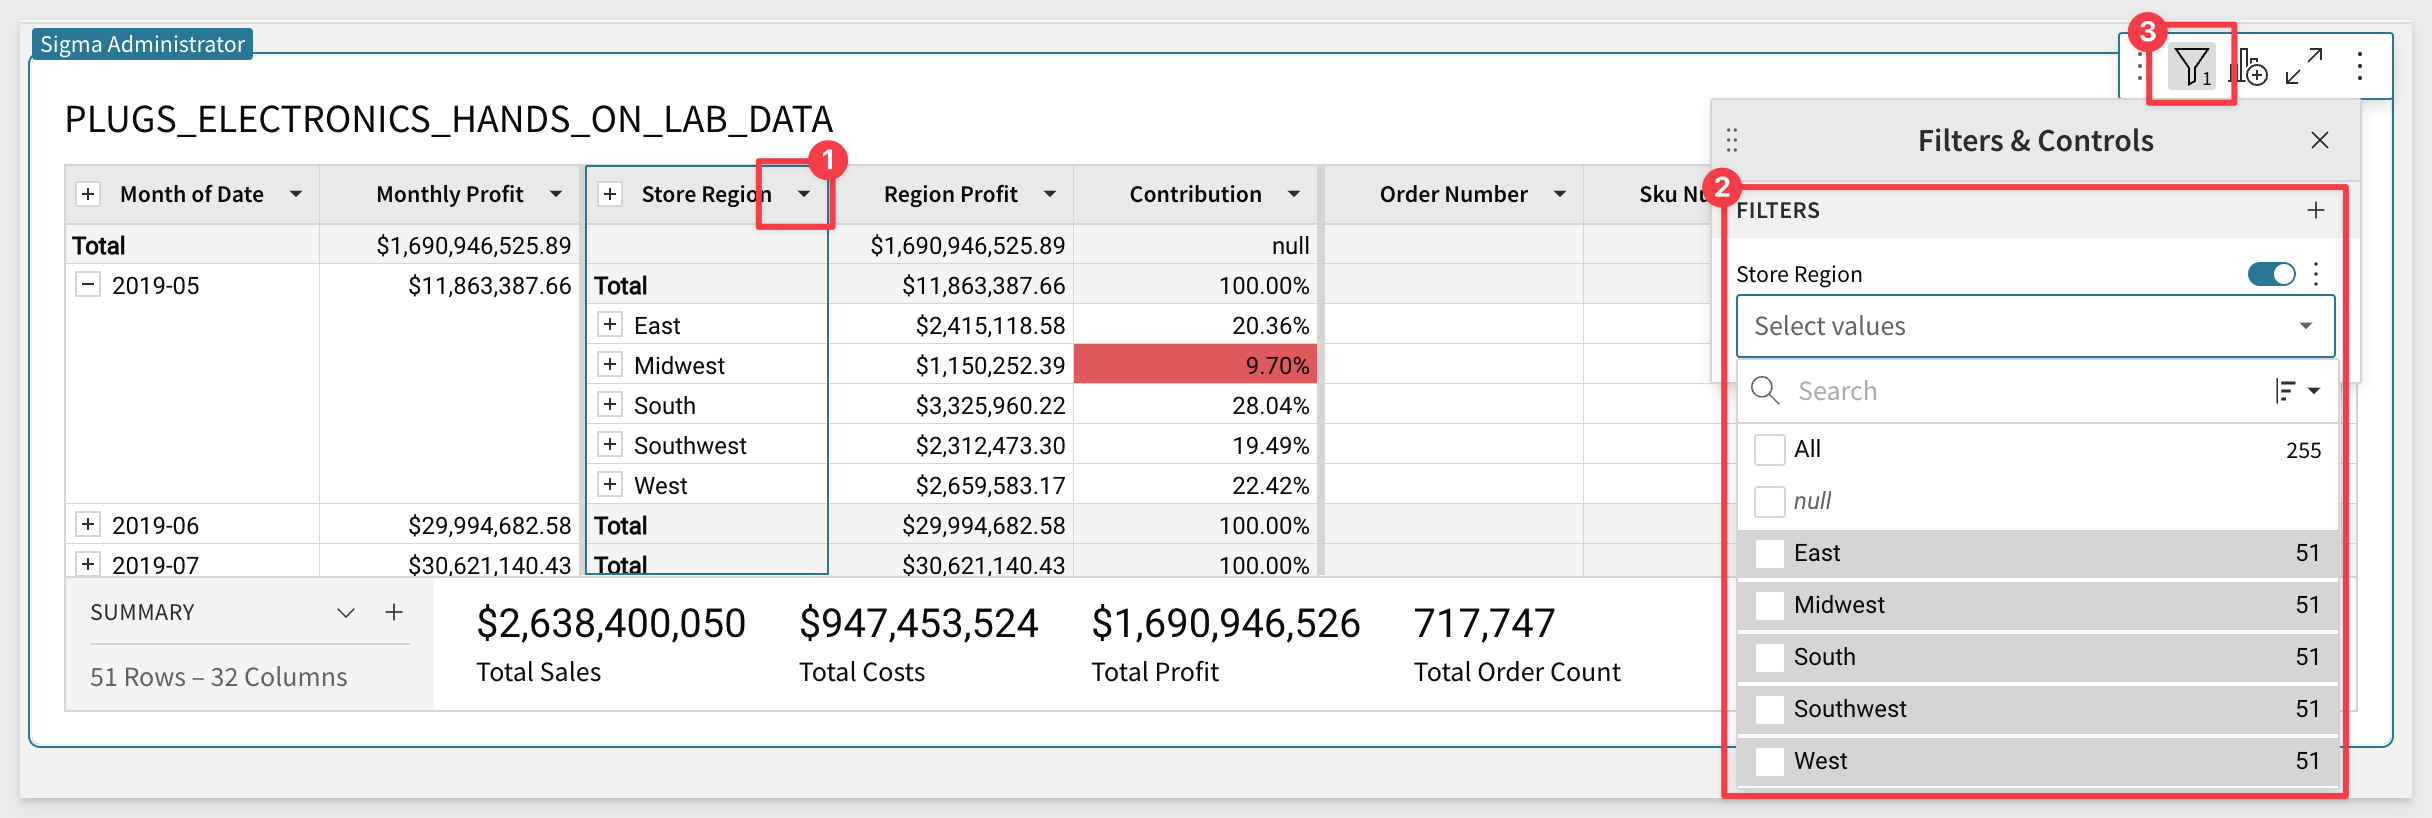 Sigma Administrator
3
1
PLUGS_ELECTRONICS_HANDS_ON_LAB_DATA
Filters & Controls
1
2
Month of Date Monthly Profit Store Region Region Profit Contribution Order Number Sku Nu
FILTERS
Total $1,690,946,525.89 $1,690,946,525.89 null
2019-05 $11,863,387.66 Total $11,863,387.66 100.00%
Store Region
East $2,415,118.58 20.36%
Select values
Midwest $1,150,252.39 9.70%
Search
South $3,325,960.22 28.04%
Southwest $2,312,473.30 19.49%
All 255
West $2,659,583.17 22.42%
null
2019-06 $29,994,682.58 Total $29,994,682.58 100.00%
East 51
2019-07 $30,621,140.43 Total $30,621,140.43 100.00%
Midwest 51
SUMMARY
$2,638,400,050 $947,453,524 $1,690,946,526 717,747
South 51
51 Rows – 32 Columns
Total Sales Total Costs Total Profit Total Order Count
Southwest 51
West 51